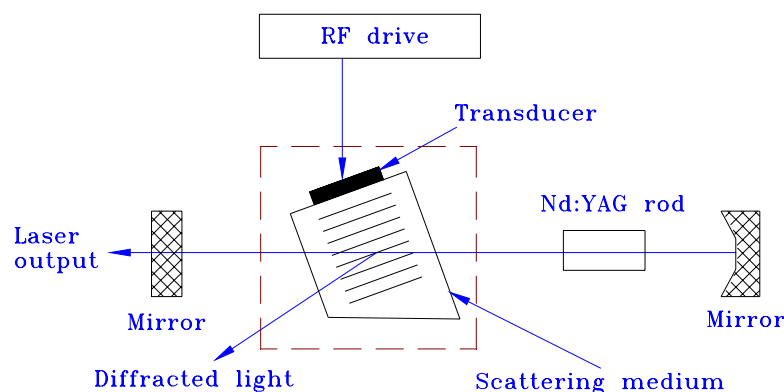 RF drive
Transducer
Nd:YAG rod
Laser
output
Mirror
Mirror
Diffracted light
Scattering medium